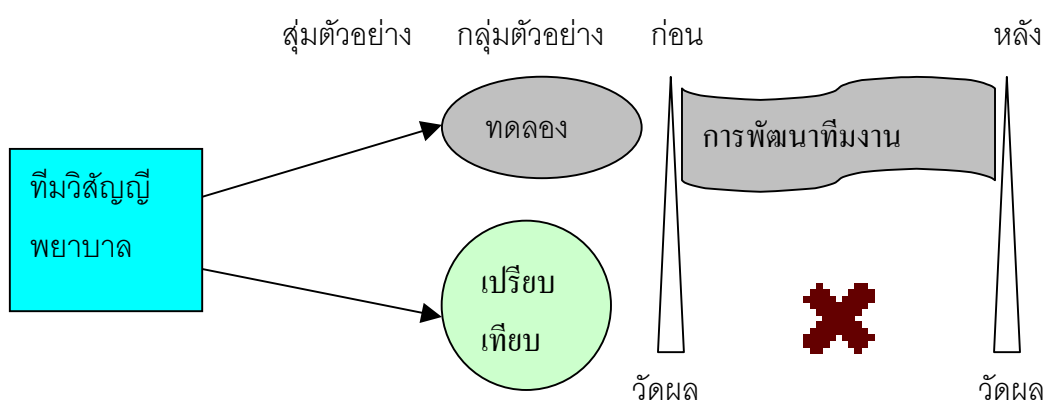 สุ่มตัวอย่าง กลุ่มตัวอย่าง ก่อน หลัง
ทดลอง
การพัฒนาทีมงาน
ทีมวิสัญญี
พยาบาล
เปรียบ
เทียบ
วัดผล วัดผล